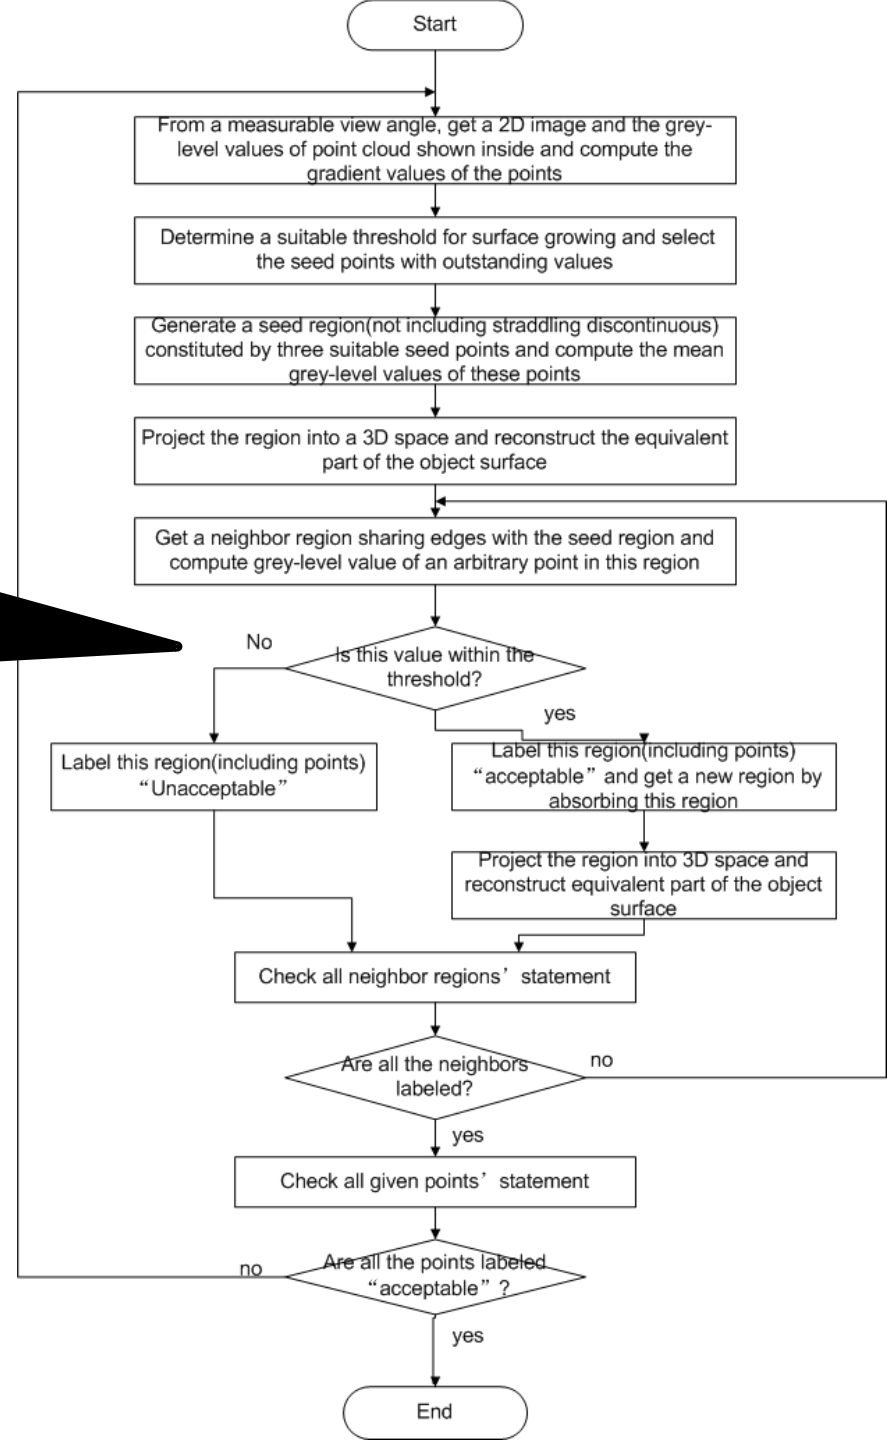 Start
From a measurable view angle, get a 2D image and the grey-
level values of point cloud shown inside and compute the
gradient values of the points
Determine a suitable threshold for surface growing and select
the seed points with outstanding values
Generate a seed region(not including straddling discontinuous)
constituted by three suitable seed points and compute the mean
grey-level values of these points
Project the region into a 3D space and reconstruct the equivalent
part of the object surface
Get a neighbor region sharing edges with the seed region and
compute grey-level value of an arbitrary point in this region
No
Is this value within the
threshold?
yes
Label this region(including points)
“Unacceptable”
Label this region(including points)
“acceptable” and get a new region by
absorbing this region
Project the region into 3D space and
reconstruct equivalent part of the object
surface
Check all neighbor regions’ statement
Are all the neighbors
labeled?
no
yes
Check all given points’ statement
no
Are all the points labeled
“acceptable” ?
yes
End